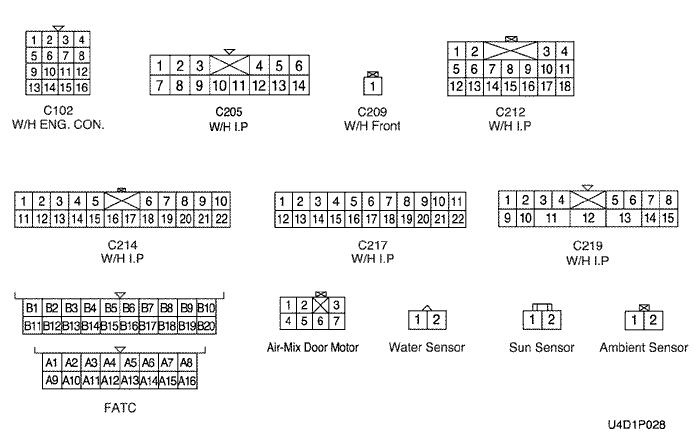 1 2 3 4
5 6 7 8
9 10 11 12
13 14 15 16
C102
W/H ENG. CON.
1 2 3 4 5 6
7 8 9 10 11 12 13 14
C205
W/H I.P
1
C209
W/H Front
1 2 3 4
5 6 7 8 9 10 11
12 13 14 15 16 17 18
C212
W/H I.P
1 2 3 4 5 6 7 8 9 10
11 12 13 14 15 16 17 18 19 20 21 22
C214
W/H I.P
1 2 3 4 5 6 7 8 9 10 11
12 13 14 15 16 17 18 19 20 21 22
C217
W/H I.P
1 2 3 4 5 6 7 8
9 10 11 12 13 14 15
C219
W/H I.P
B1 B2 B3 B4 B5 B6 B7 B8 B9 B10
B11 B12 B13 B14 B15 B16 B17 B18 B19 B20
A1 A2 A3 A4 A5 A6 A7 A8
A9 A10 A11 A12 A13 A14 A15 A16
FATC
1 2 3
4 5 6 7
Air-Mix Door Motor
1 2
Water Sensor
1 2
Sun Sensor
1 2
Ambient Sensor
U4D1P028